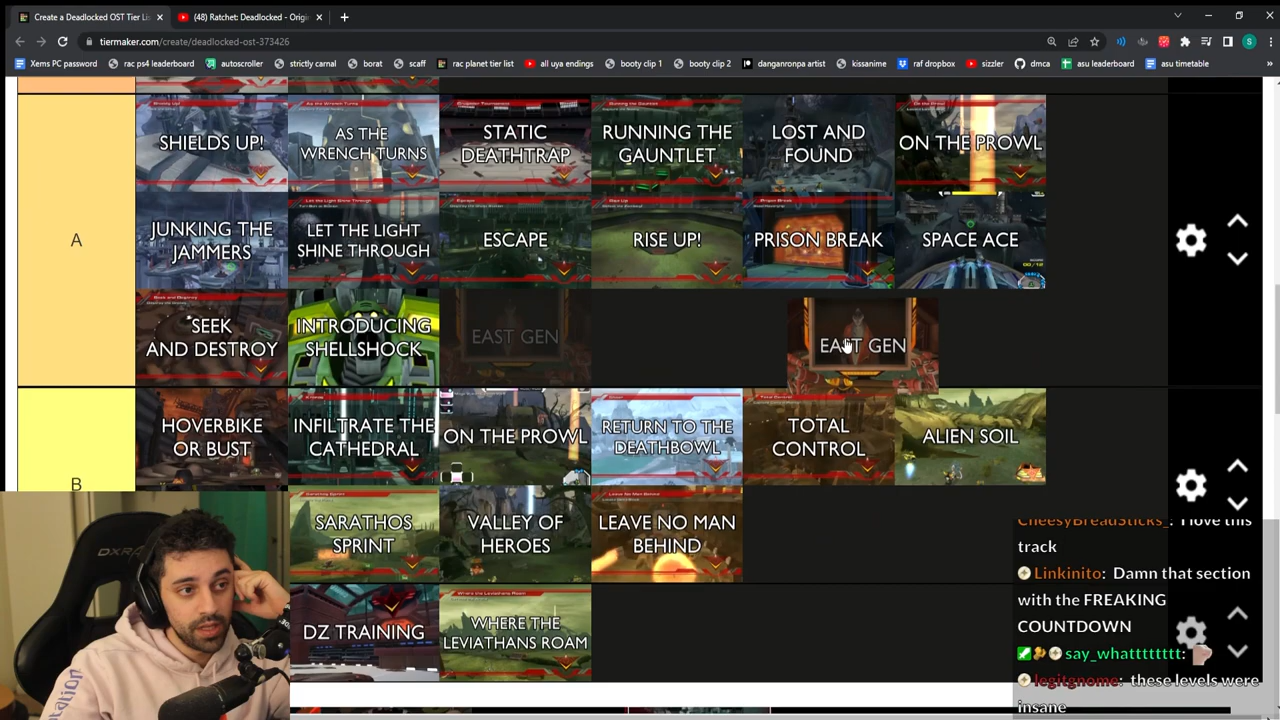 Create a Deadlocked OST Tier Lis
(48) Ratchet: Deadlocked - Origi
tiermaker.com/create/deadlocked-ost-373426
Xems PC password
rac ps4 leaderboard
autoscroller
strictly carnal
borat
scaff
rac planet tier list
all uya endings
booty clip 1
booty clip 2
danganronpa artist
kissanime
raf dropbox
sizzler
dmca
asu leaderboard
asu timetable
A
SHIELDS UP!
AS THE
WRENCH TURNS
STATIC
DEATHTRAP
RUNNING THE
GAUNTLET
LOST AND
FOUND
ON THE PROWL
JUNKING THE
JAMMERS
LET THE LIGHT
SHINE THROUGH
ESCAPE
RISE UP!
PRISON BREAK
SPACE ACE
SEEK
AND DESTROY
INTRODUCING
SHELLSHOCK
EAST GEN
EAST GEN
B
HOVERBIKE
OR BUST
INFILTRATE THE
CATHEDRAL
ON THE PROWL
RETURN TO THE
DEATHBOWL
TOTAL
CONTROL
ALIEN SOIL
SARATHOS
SPRINT
VALLEY OF
HEROES
LEAVE NO MAN
BEHIND
DZ TRAINING
WHERE THE
LEVIATHANS ROAM
DXR
CheesyBreadSticks_: I love this
track
Linkinito: Damn that section
with the FREAKING
COUNTDOWN
say_whatttttttt:
legitgnome: these levels were
insane